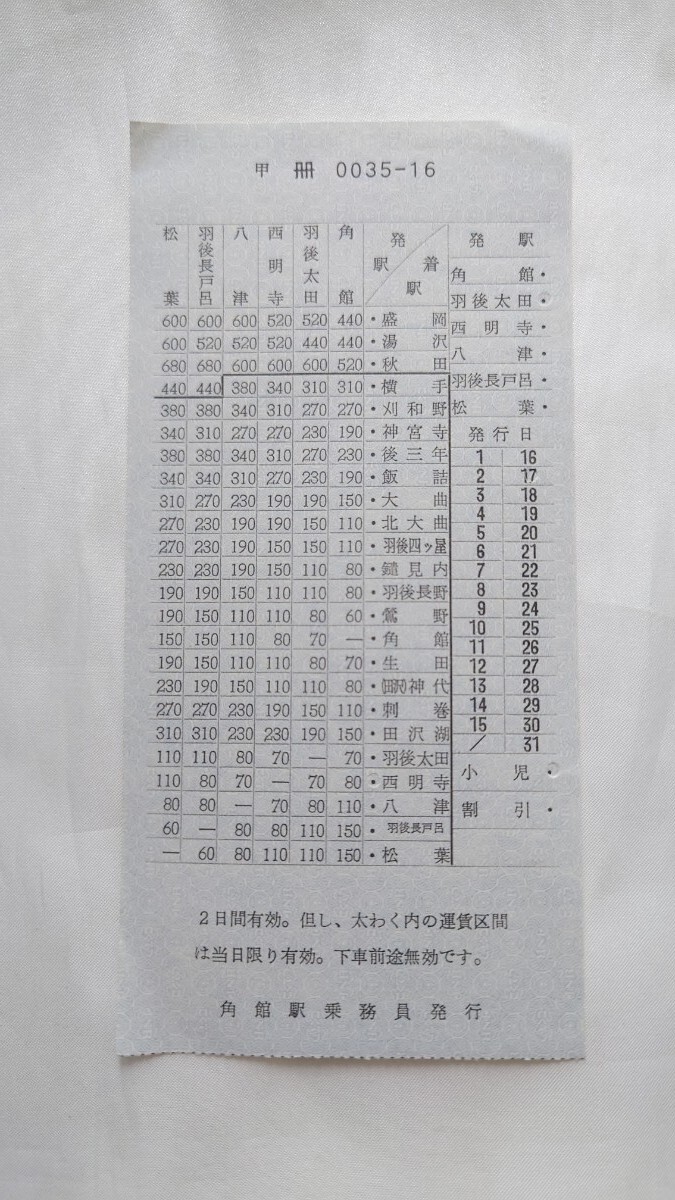 甲 冊 0035-16
松葉 羽後長戸呂 八津 西明寺 羽後太田 角館 発駅 着駅
600 600 600 520 520 440 ・盛岡
600 520 520 520 440 440 ・湯沢
680 680 600 600 600 520 ・秋田
440 440 380 340 310 310 ・横手
380 380 340 310 270 270 ・刈和野
340 310 270 270 230 190 ・神宮寺
380 380 340 310 270 230 ・後三年
340 340 310 270 230 190 ・飯詰
310 270 230 190 190 150 ・大曲
270 230 190 190 150 110 ・北大曲
270 230 190 150 150 110 ・羽後四ッ屋
230 230 190 150 110 80 ・鑓見内
190 190 150 110 110 80 ・羽後長野
190 150 110 110 80 60 ・鶯野
150 150 110 80 70 ― ・角館
190 150 110 110 80 70 ・生田
230 190 150 110 110 80 ・(田沢)神代
270 270 230 190 150 110 ・刺巻
310 310 230 230 190 150 ・田沢湖
110 110 80 70 ― 70 ・羽後太田
110 80 70 ― 70 80 ・西明寺
80 80 ― 70 80 110 ・八津
60 ― 80 80 110 150 ・羽後長戸呂
― 60 80 110 110 150 ・松葉
発駅
角館・
羽後太田・
西明寺・
八津・
羽後長戸呂・
松葉・
発行日
1 16
2 17
3 18
4 19
5 20
6 21
7 22
8 23
9 24
10 25
11 26
12 27
13 28
14 29
15 30
/ 31
小児・
割引・
2日間有効。但し、太わく内の運賃区間
は当日限り有効。下車前途無効です。
角館駅乗務員発行